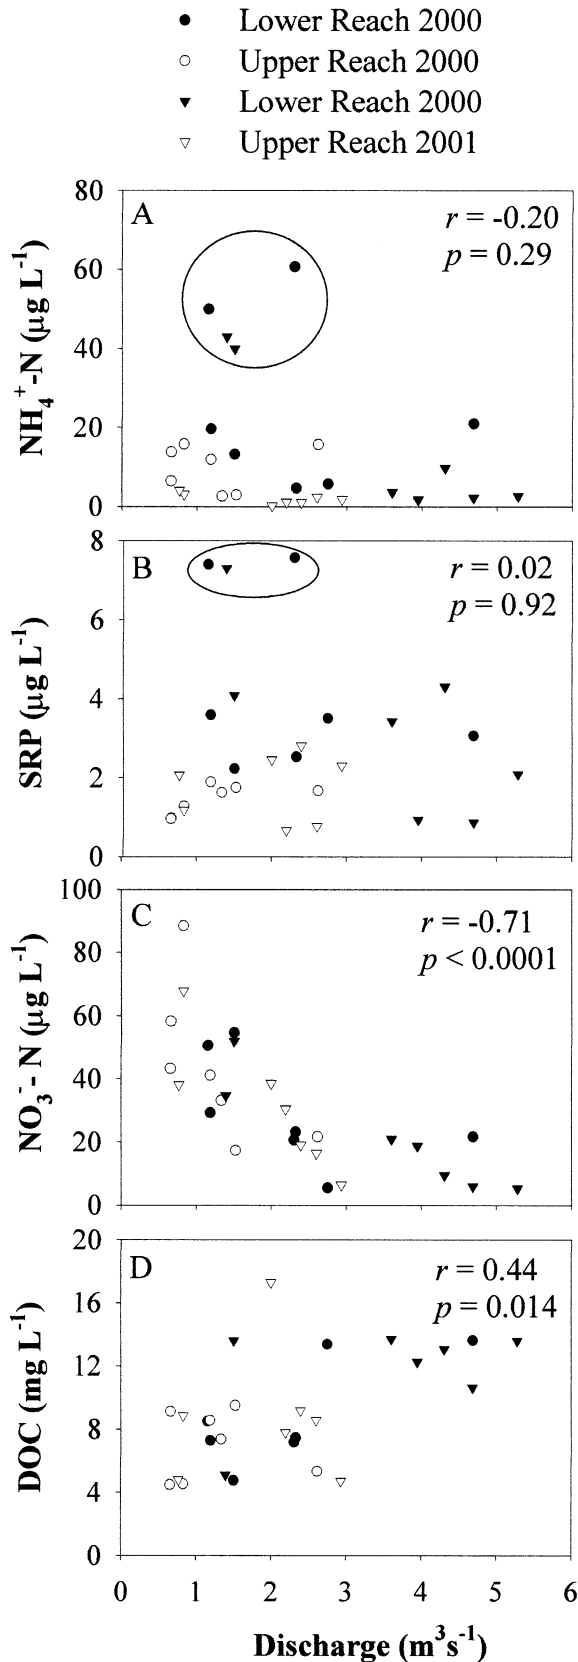 Lower Reach 2000
Upper Reach 2000
Lower Reach 2000
Upper Reach 2001
A
r = -0.20
p = 0.29
80
60
40
20
0
NH₄⁺-N (µg L⁻¹)
B
r = 0.02
p = 0.92
8
6
4
2
0
SRP (µg L⁻¹)
C
r = -0.71
p < 0.0001
100
80
60
40
20
0
NO₃⁻- N (µg L⁻¹)
D
r = 0.44
p = 0.014
20
16
12
8
4
0
DOC (mg L⁻¹)
0 1 2 3 4 5 6
Discharge (m³s⁻¹)